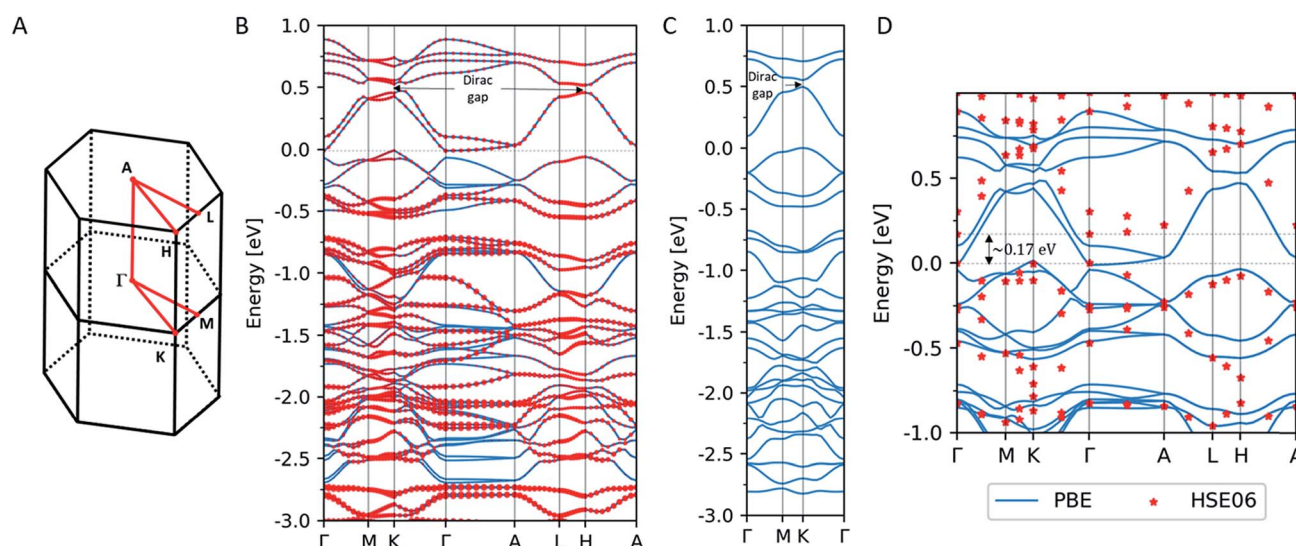 A
B
C
D
A
L
H
Γ
M
K
Energy [eV]
1.0
0.5
0.0
-0.5
-1.0
-1.5
-2.0
-2.5
-3.0
Dirac
gap
Γ M K Γ A L H A
Energy [eV]
1.0
0.5
0.0
-0.5
-1.0
-1.5
-2.0
-2.5
-3.0
Dirac
gap
Γ M K Γ
Energy [eV]
0.5
0.0
-0.5
-1.0
~0.17 eV
Γ M K Γ A L H A
PBE HSE06